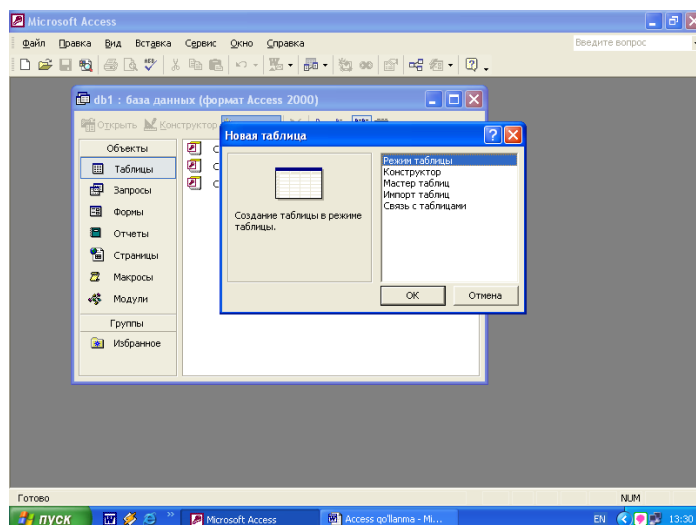 Microsoft Access
Файл Правка Вид Вставка Сервис Окно Справка
Введите вопрос
db1 : база данных (формат Access 2000)
Открыть Конструктор
Новая таблица
Объекты
Таблицы
Запросы
Формы
Отчеты
Страницы
Макросы
Модули
Группы
Избранное
С
С
С
Создание таблицы в режиме
таблицы.
Режим таблицы
Конструктор
Мастер таблиц
Импорт таблиц
Связь с таблицами
ОК Отмена
Готово
NUM
пуск
Microsoft Access
Access qo'llanma - Mi...
EN
13:30